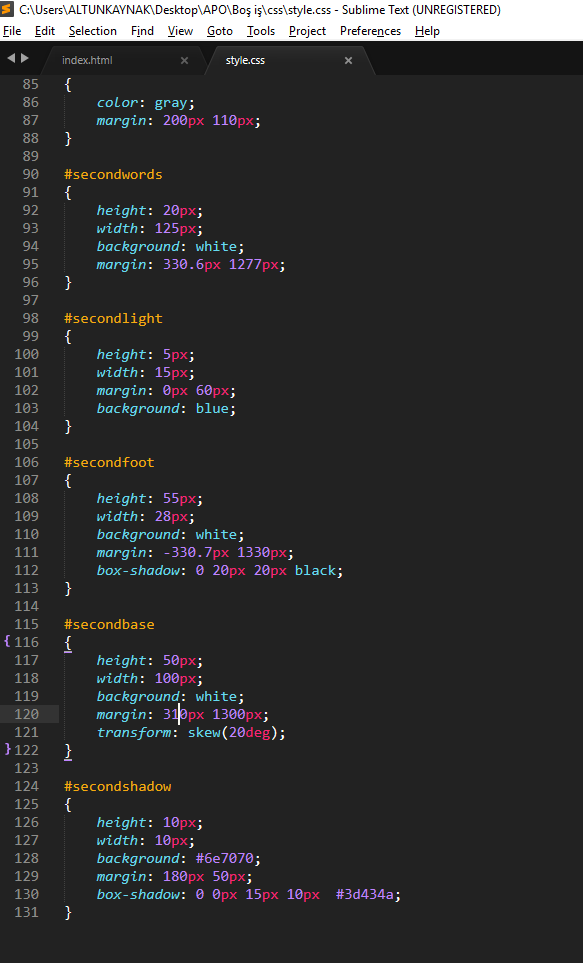 C:\Users\ALTUNKAYNAK\Desktop\APO\Boş iş\css\style.css - Sublime Text (UNREGISTERED)
File Edit Selection Find View Goto Tools Project Preferences Help
index.html × style.css ×
85 {
86 color: gray;
87 margin: 200px 110px;
88 }
89
90 #secondwords
91 {
92 height: 20px;
93 width: 125px;
94 background: white;
95 margin: 330.6px 1277px;
96 }
97
98 #secondlight
99 {
100 height: 5px;
101 width: 15px;
102 margin: 0px 60px;
103 background: blue;
104 }
105
106 #secondfoot
107 {
108 height: 55px;
109 width: 28px;
110 background: white;
111 margin: -330.7px 1330px;
112 box-shadow: 0 20px 20px black;
113 }
114
115 #secondbase
{ 116 {
117 height: 50px;
118 width: 100px;
119 background: white;
120 margin: 310px 1300px;
121 transform: skew(20deg);
} 122 }
123
124 #secondshadow
125 {
126 height: 10px;
127 width: 10px;
128 background: #6e7070;
129 margin: 180px 50px;
130 box-shadow: 0 0px 15px 10px  #3d434a;
131 }